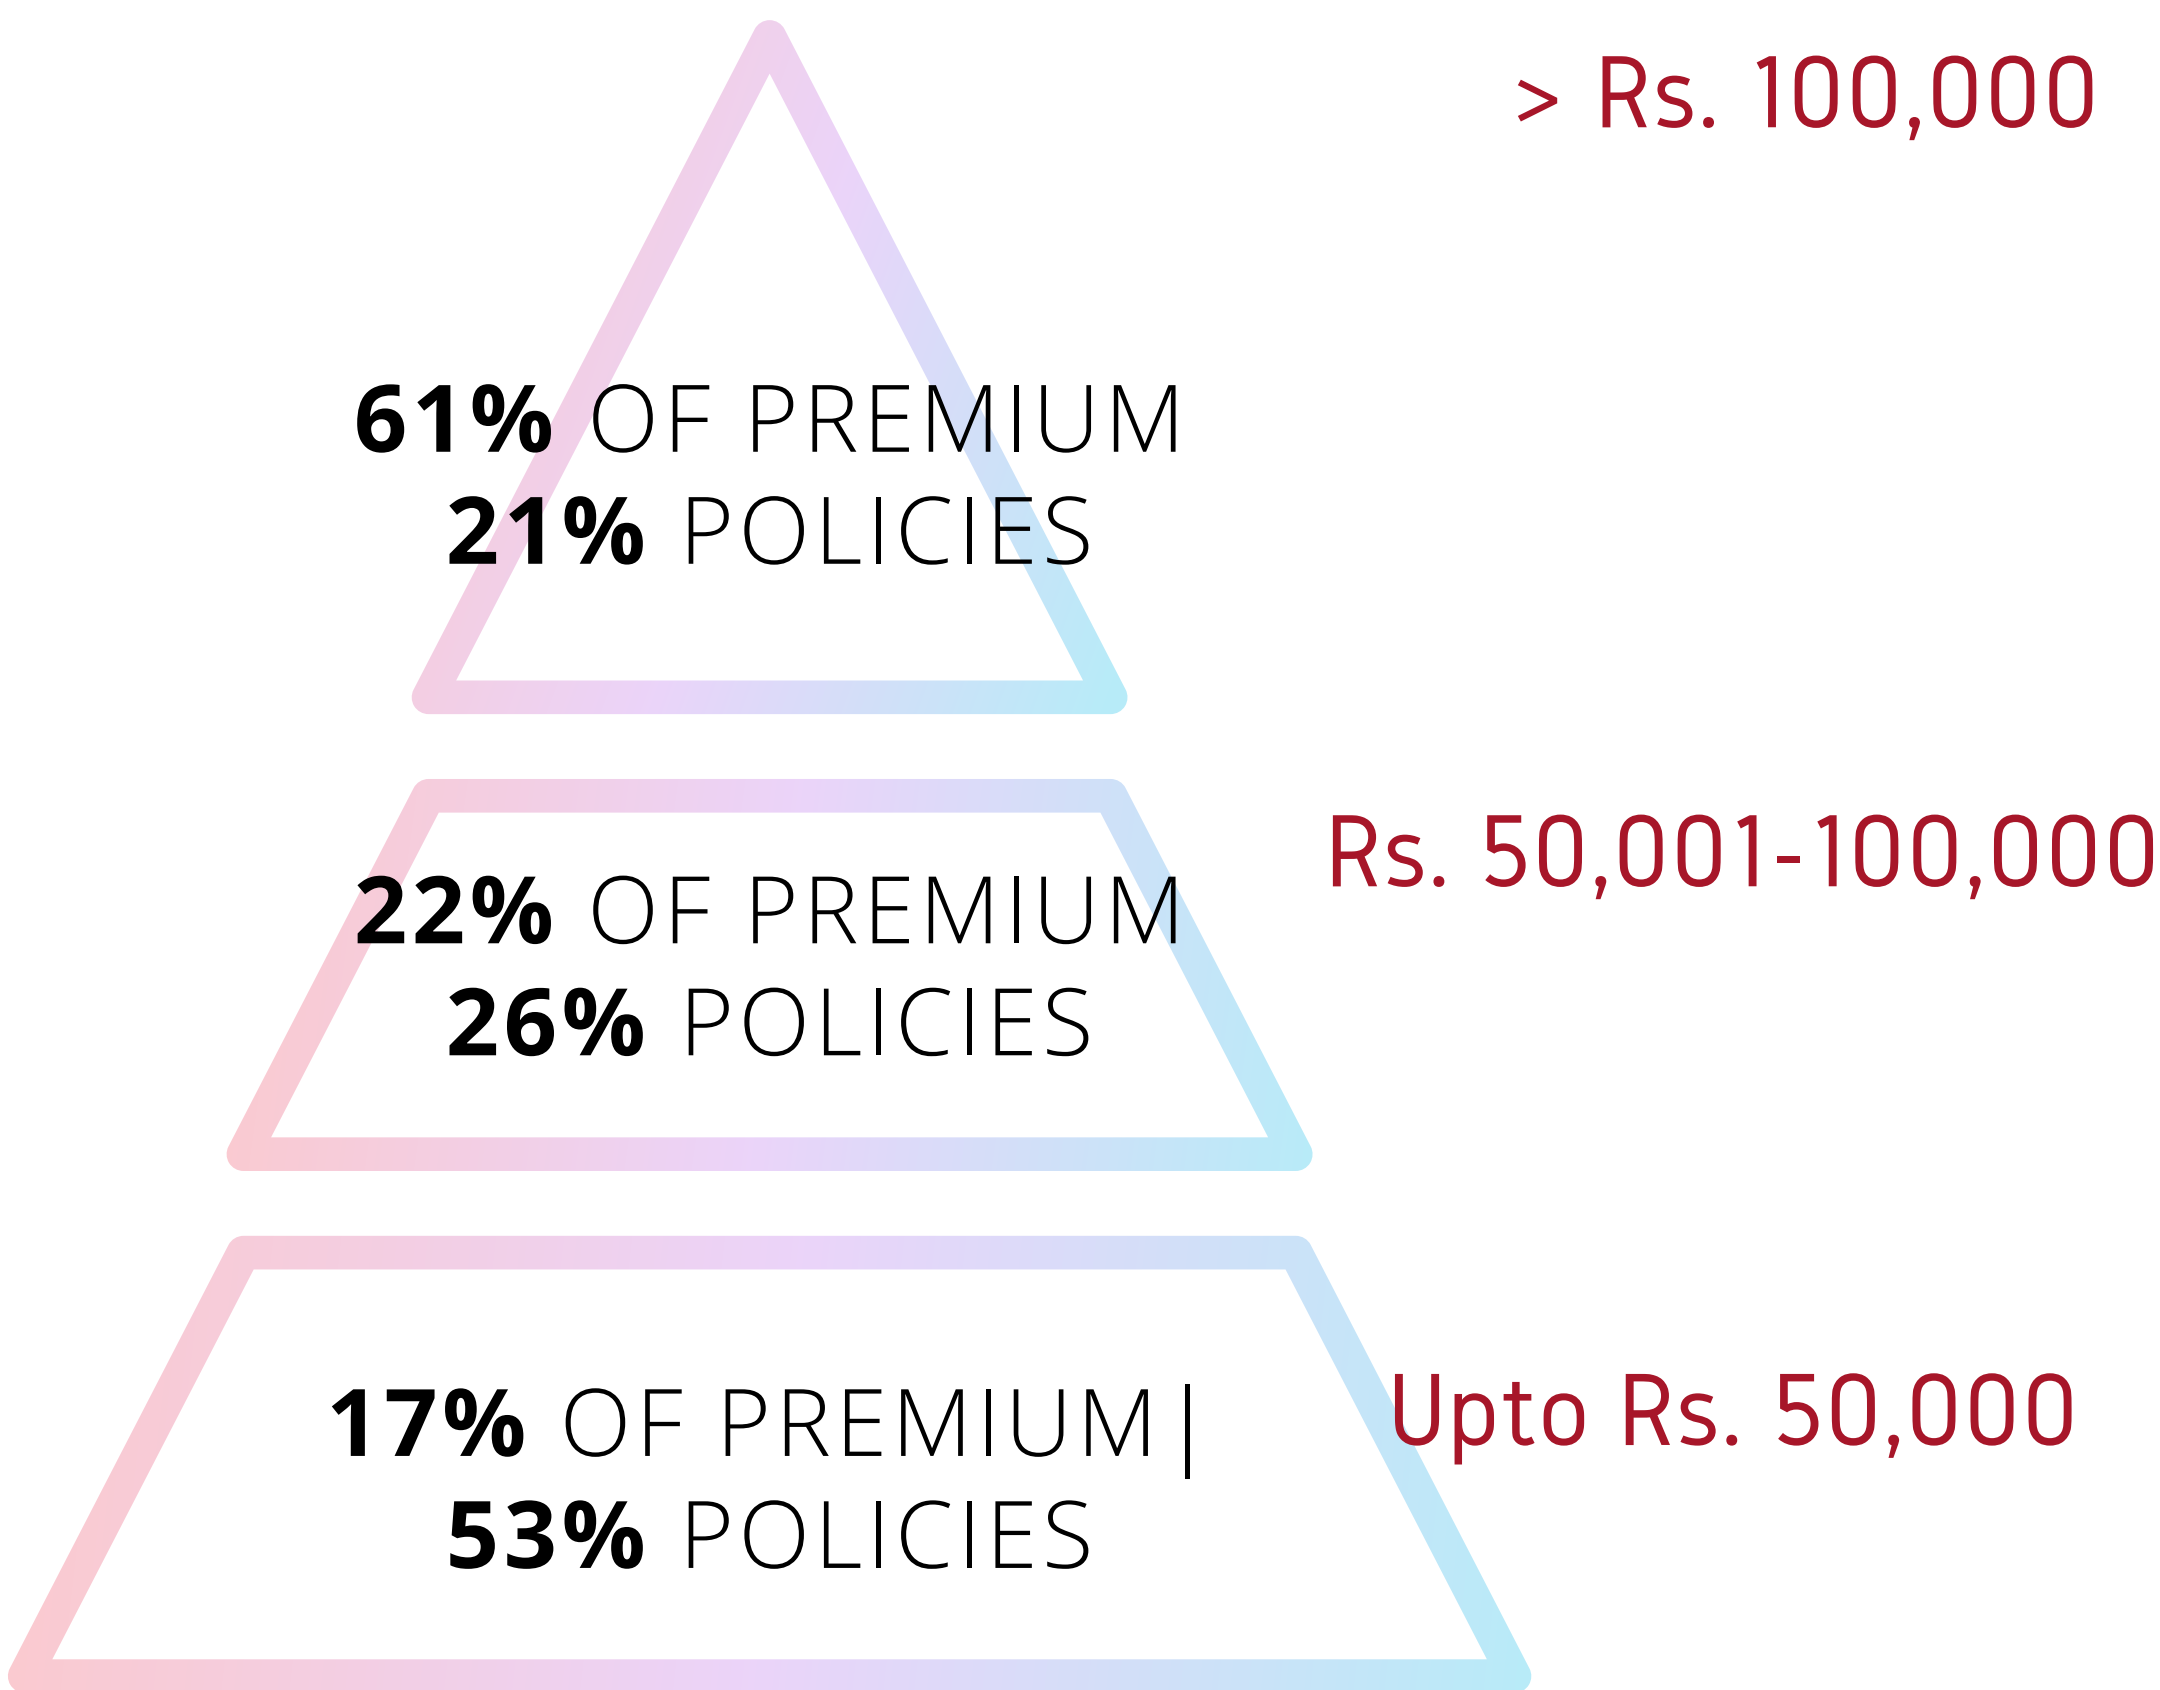 > Rs. 100,000
61% OF PREMIUM
21% POLICIES
Rs. 50,001-100,000
22% OF PREMIUM
26% POLICIES
Upto Rs. 50,000
17% OF PREMIUM|
53% POLICIES